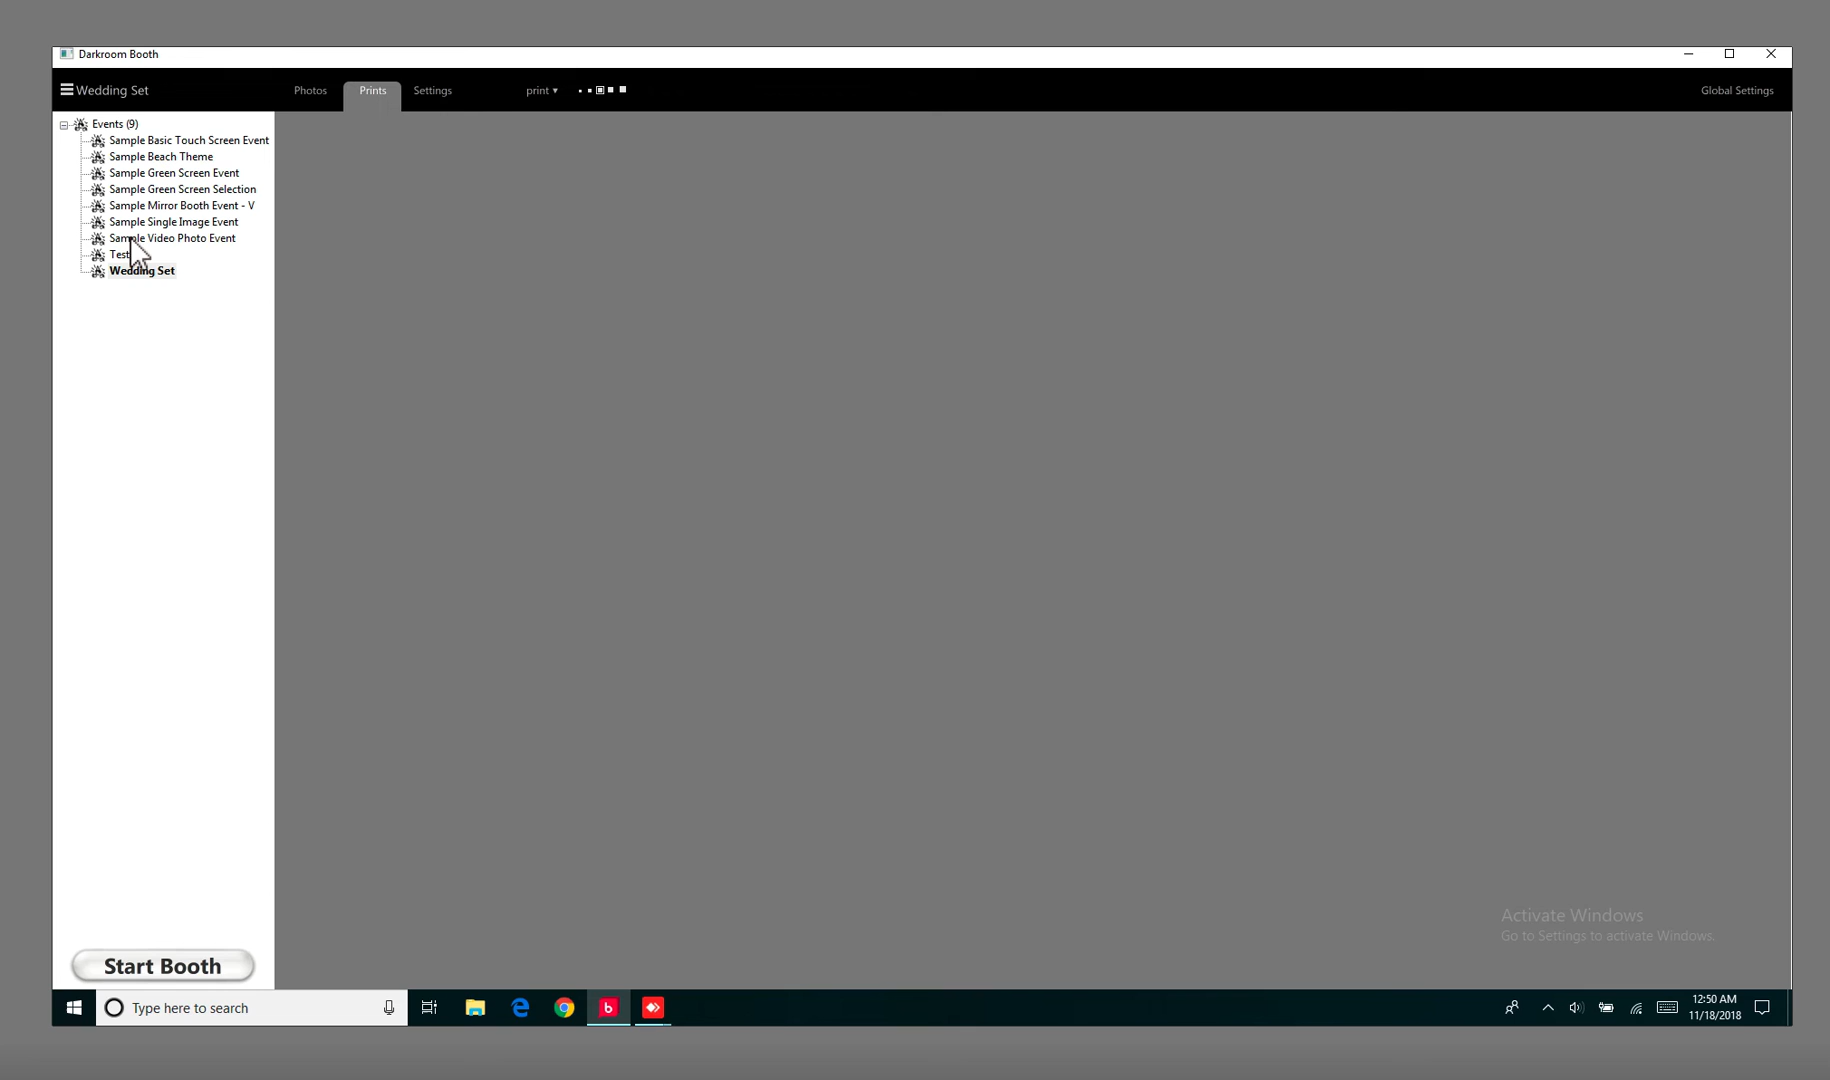 Darkroom Booth
Wedding Set
Photos
Prints
Settings
print
Global Settings
Events (9)
Sample Basic Touch Screen Event
Sample Beach Theme
Sample Green Screen Event
Sample Green Screen Selection
Sample Mirror Booth Event - V
Sample Single Image Event
Sample Video Photo Event
Test
Wedding Set
Activate Windows
Go to Settings to activate Windows.
Start Booth
Type here to search
b
12:50 AM
11/18/2018